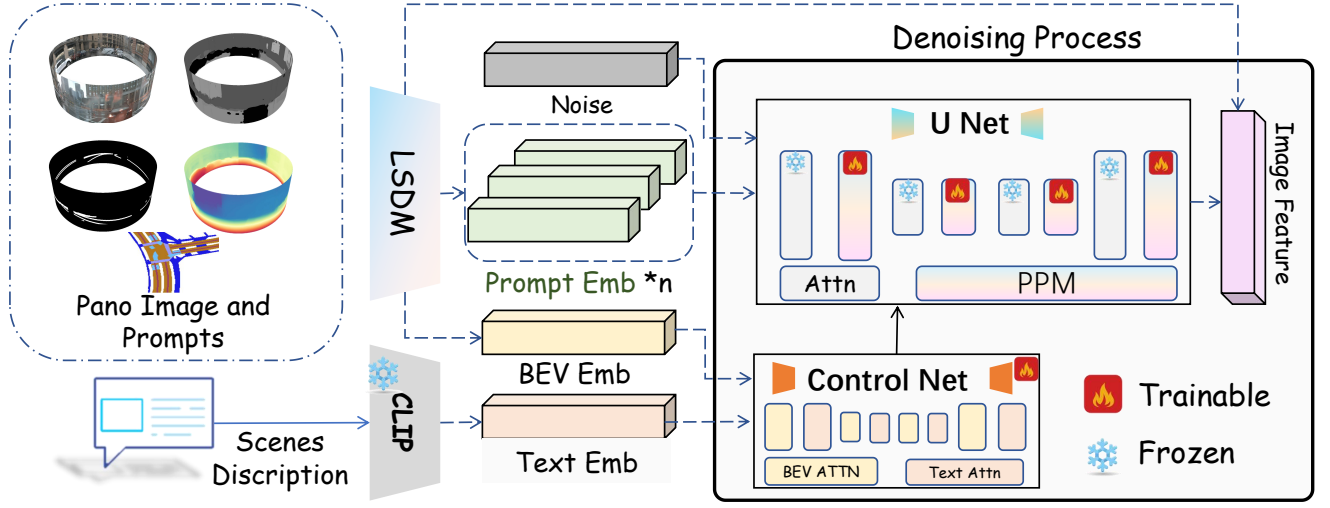 Denoising Process
Pano Image and
Prompts
LSDM
Noise
Prompt Emb *n
BEV Emb
Scenes
Discription
CLIP
Text Emb
U Net
Attn
PPM
Image Feature
Control Net
BEV ATTN
Text Attn
Trainable
Frozen